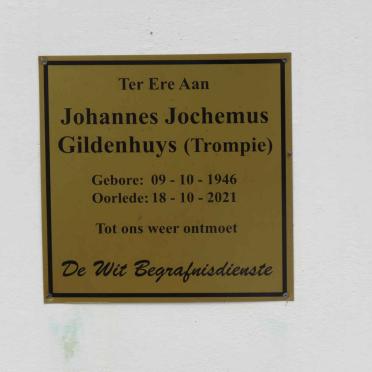 Ter Ere Aan
Johannes Jochemus
Gildenhuys (Trompie)
Gebore: 09 - 10 - 1946
Oorlede: 18 - 10 - 2021
Tot ons weer ontmoet
De Wit Begrafnisdienste